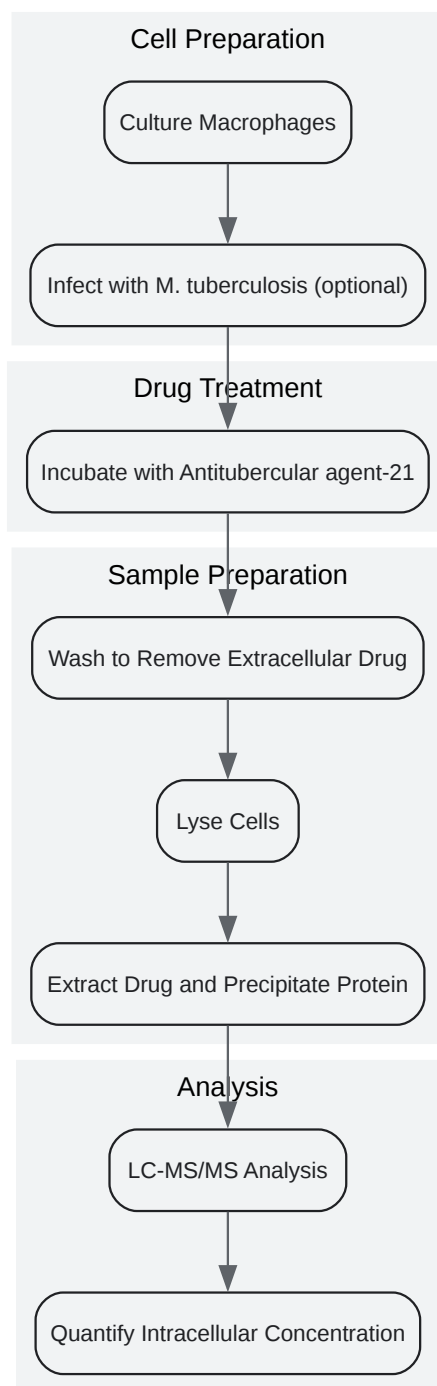 Cell Preparation
Culture Macrophages
Infect with M. tuberculosis (optional)
Drug Treatment
Incubate with Antitubercular agent-21
Sample Preparation
Wash to Remove Extracellular Drug
Lyse Cells
Extract Drug and Precipitate Protein
Analysis
LC-MS/MS Analysis
Quantify Intracellular Concentration